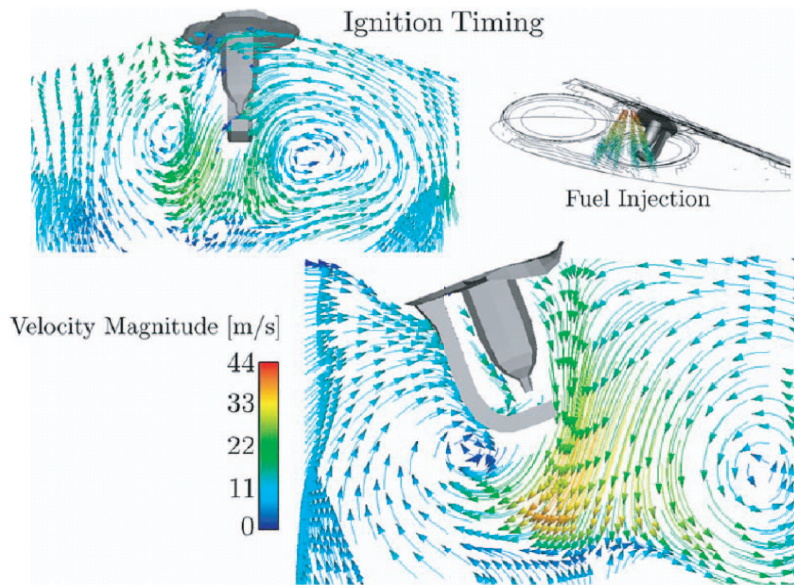 Ignition Timing
Fuel Injection
Velocity Magnitude [m/s]
44
33
22
11
0